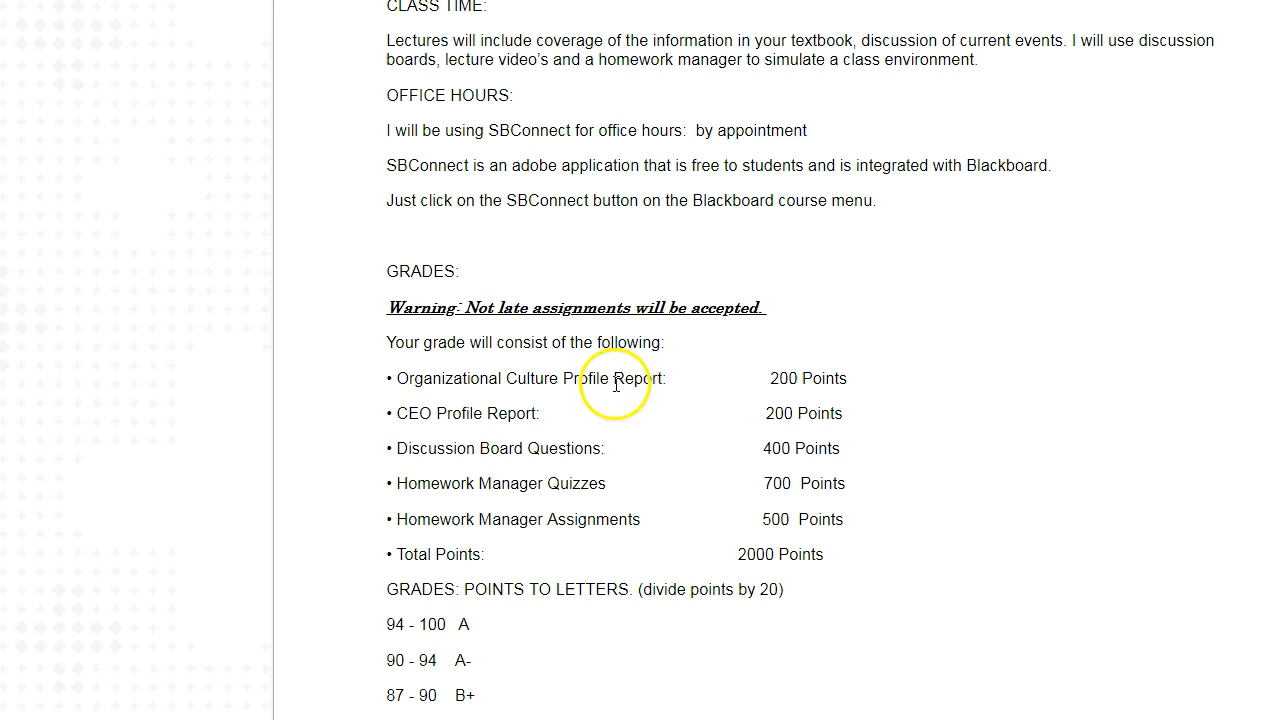 CLASS TIME:
Lectures will include coverage of the information in your textbook, discussion of current events. I will use discussion
boards, lecture video’s and a homework manager to simulate a class environment.
OFFICE HOURS:
I will be using SBConnect for office hours:  by appointment
SBConnect is an adobe application that is free to students and is integrated with Blackboard.
Just click on the SBConnect button on the Blackboard course menu.
GRADES:
Warning: Not late assignments will be accepted.
Your grade will consist of the following:
• Organizational Culture Profile Report: 200 Points
• CEO Profile Report: 200 Points
• Discussion Board Questions: 400 Points
• Homework Manager Quizzes 700  Points
• Homework Manager Assignments 500  Points
• Total Points: 2000 Points
GRADES: POINTS TO LETTERS. (divide points by 20)
94 - 100   A
90 - 94    A-
87 - 90    B+